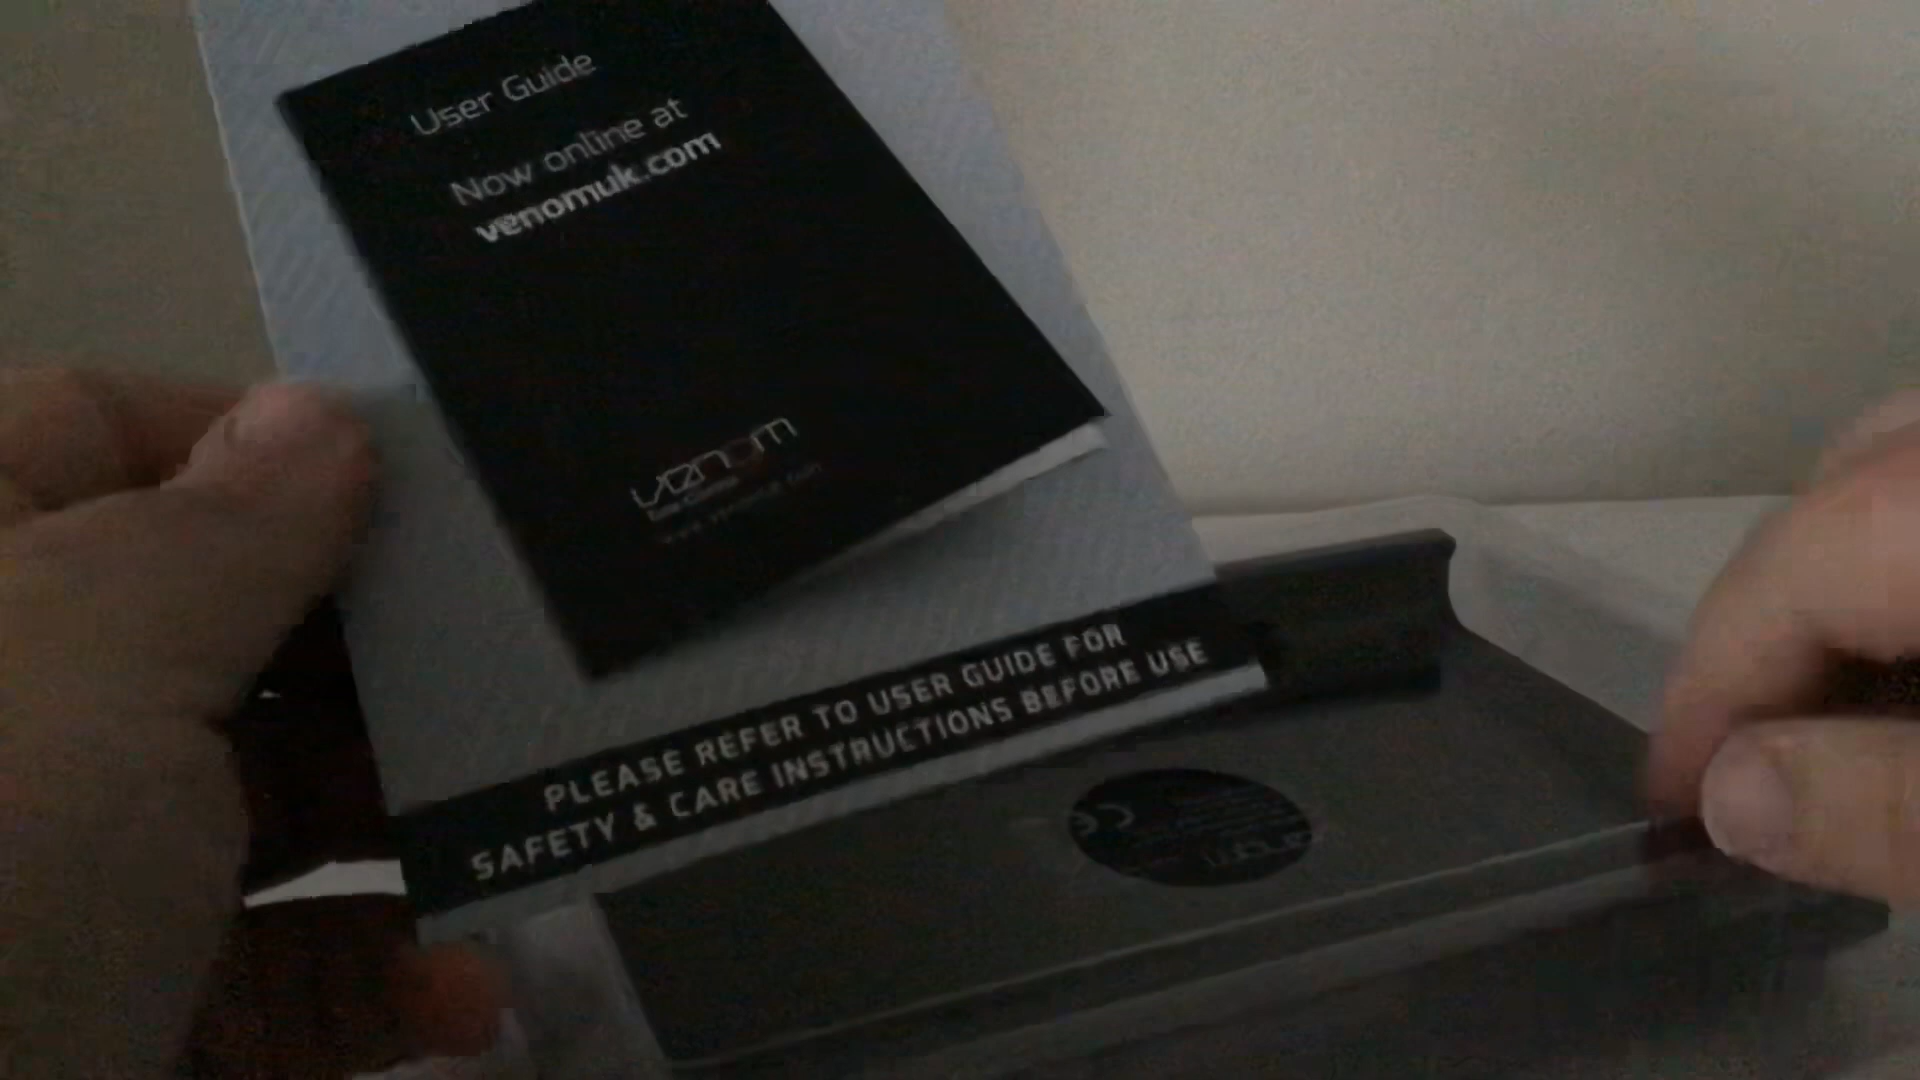 User Guide
Now online at
venomuk.com
venom
PLEASE REFER TO USER GUIDE FOR
SAFETY & CARE INSTRUCTIONS BEFORE USE
CE